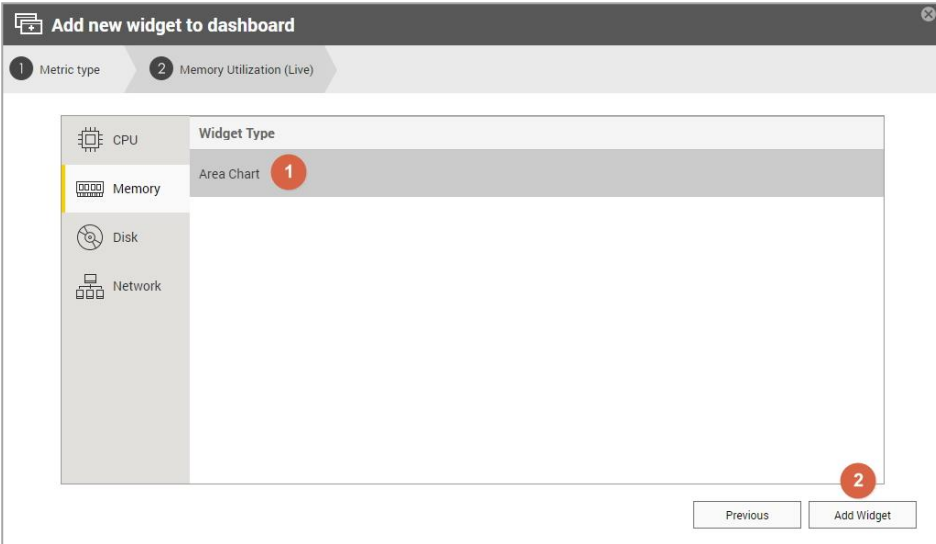 Add new widget to dashboard
1 Metric type
2 Memory Utilization (Live)
CPU
Memory
Disk
Network
Widget Type
Area Chart 1
2
Previous
Add Widget